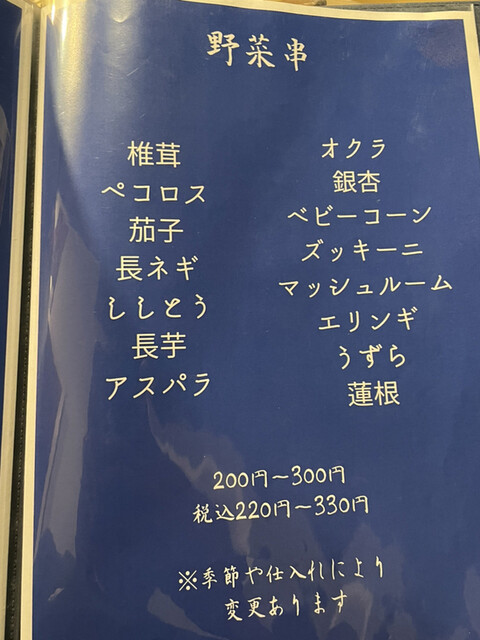 野菜串
椎茸
ペコロス
茄子
長ネギ
ししとう
長芋
アスパラ
オクラ
銀杏
ベビーコーン
ズッキーニ
マッシュルーム
エリンギ
うずら
蓮根
200円～300円
税込220円～330円
※季節や仕入れにより
変更あります